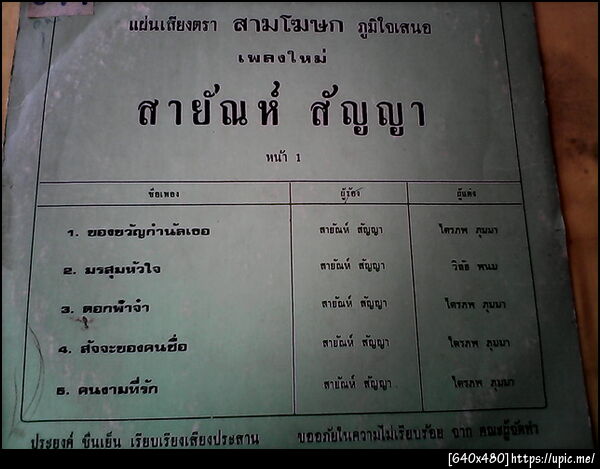 แผ่นเสียงตรา สามโฆษก ภูมิใจเสนอ
เพลงใหม่
สายัณห์ สัญญา
หน้า 1
ชื่อเพลง ผู้ร้อง ผู้แต่ง
1. ของขวัญกำนัลเธอ สายัณห์ สัญญา ไตรภพ ภุมมา
2. มรสุมหัวใจ สายัณห์ สัญญา วิลัย พนม
3. ดอกฟ้าจ๋า สายัณห์ สัญญา ไตรภพ ภุมมา
4. สัจจะของคนซื่อ สายัณห์ สัญญา ไตรภพ ภุมมา
5. คนงามที่รัก สายัณห์ สัญญา ไตรภพ ภุมมา
ประยงค์ ชื่นเย็น เรียบเรียงเสียงประสาน ขออภัยในความไม่เรียบร้อย จาก คณะผู้จัดทำ
[640x480]https://upic.me/